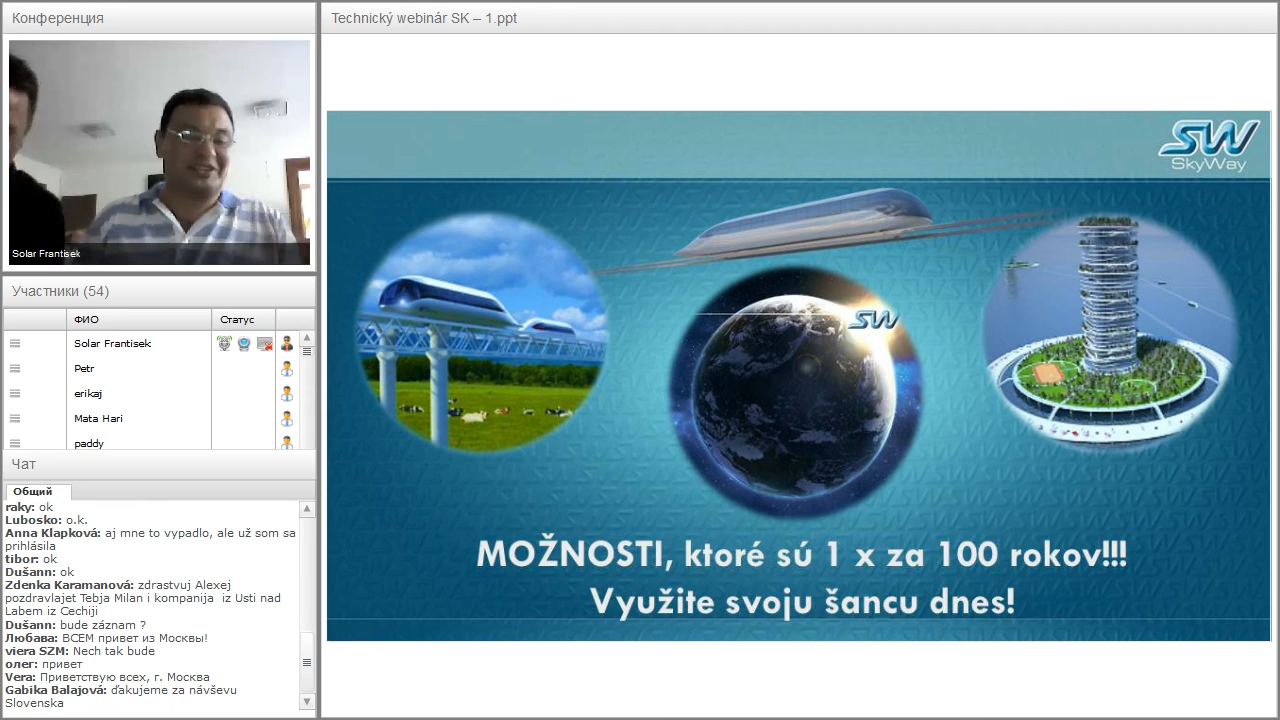 Конференция
Solar Frantisek
Участники (54)
ФИО Статус
Solar Frantisek
Petr
erikaj
Mata Hari
paddy
Чат
Общий
raky: ok
Lubosko: o.k.
Anna Klapková: aj mne to vypadlo, ale už som sa
prihlásila
tibor: ok
Dušann: ok
Zdenka Karamanová: zdrastvuj Alexej
pozdravlajet Tebja Milan i kompanija iz Usti nad
Labem iz Cechiji
Dušann: bude záznam ?
Любава: ВСЕМ привет из Москвы!
viera SZM: Nech tak bude
олег: привет
Vera: Приветствую всех, г. Москва
Gabika Balajová: ďakujeme za návševu
Slovenska
Technický webinár SK – 1.ppt
SW
SkyWay
SW
MOŽNOSTI, ktoré sú 1 x za 100 rokov!!!
Využite svoju šancu dnes!